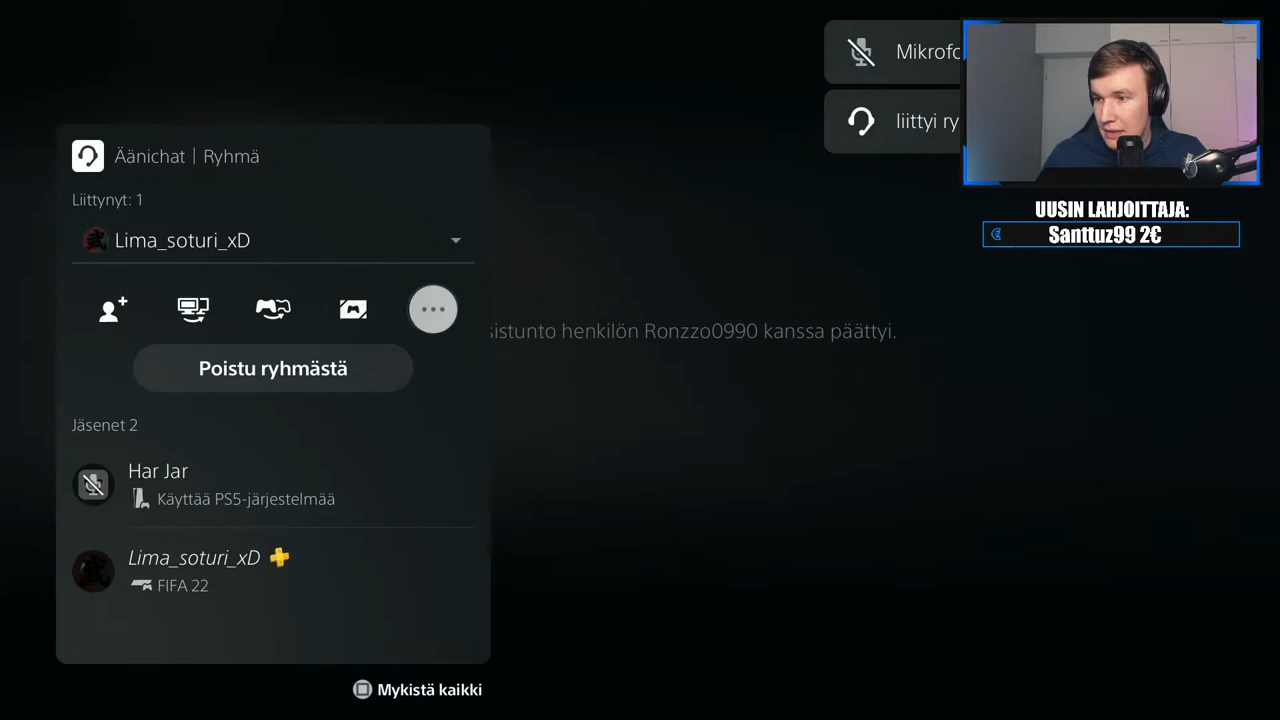 Mikrofo
liittyi ry
Äänichat | Ryhmä
Liittynyt: 1
Lima_soturi_xD
Poistu ryhmästä
Jäsenet 2
Har Jar
Käyttää PS5-järjestelmää
Lima_soturi_xD
FIFA 22
Mykistä kaikki
sistunto henkilön Ronzzo0990 kanssa päättyi.
UUSIN LAHJOITTAJA:
Santtuz99 2€